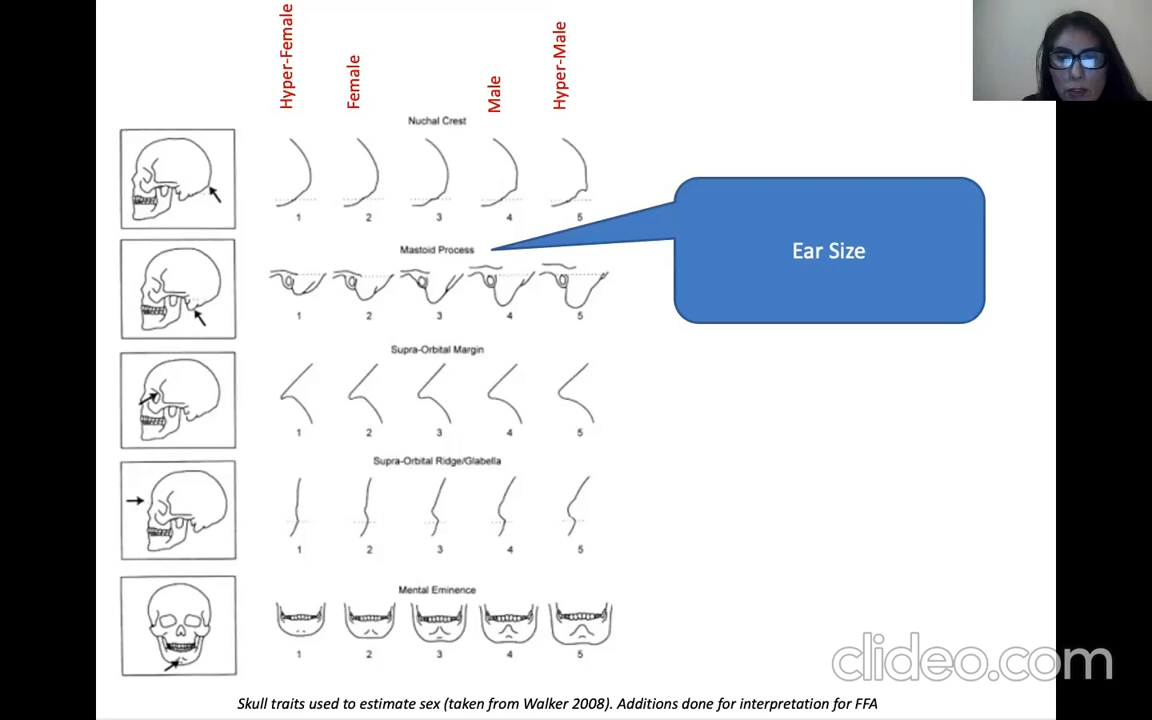 Hyper-Female
Female
Male
Hyper-Male
Nuchal Crest
1 2 3 4 5
Mastoid Process
1 2 3 4 5
Ear Size
Supra-Orbital Margin
1 2 3 4 5
Supra-Orbital Ridge/Glabella
1 2 3 4 5
Mental Eminence
1 2 3 4 5
clideo.com
Skull traits used to estimate sex (taken from Walker 2008). Additions done for interpretation for FFA